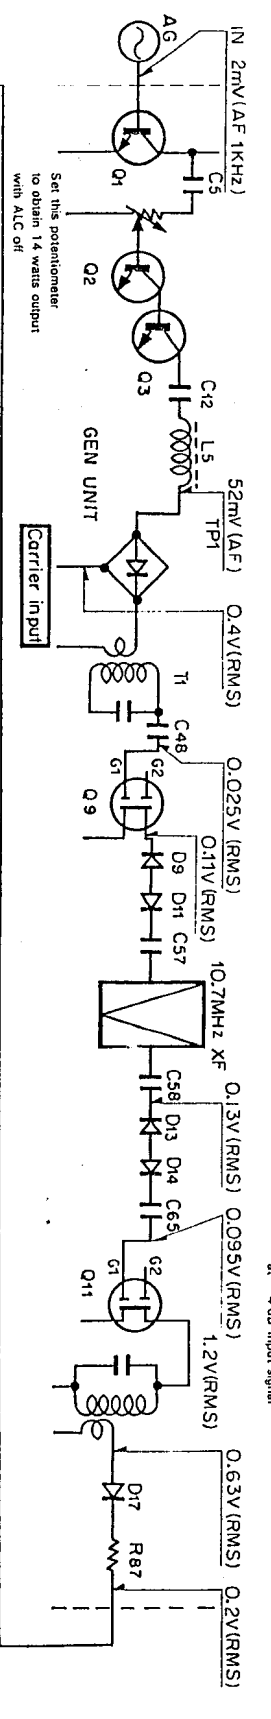 AG
IN 2mV(AF 1KHz)
Q1
C5
Set this potentiometer
to obtain 14 watts output
with ALC off
Q2
Q3
C12
L5
52mV(AF)
TP1
GEN UNIT
Carrier input
0.4V(RMS)
T1
C48
0.025V(RMS)
G1
G2
Q9
0.11V(RMS)
D9
D11
C57
10.7MHz XF
C58
0.13V(RMS)
D13
D14
C65
0.095V(RMS)
G1
G2
Q11
1.2V(RMS)
0.63V(RMS)
D17
R87
0.2V(RMS)